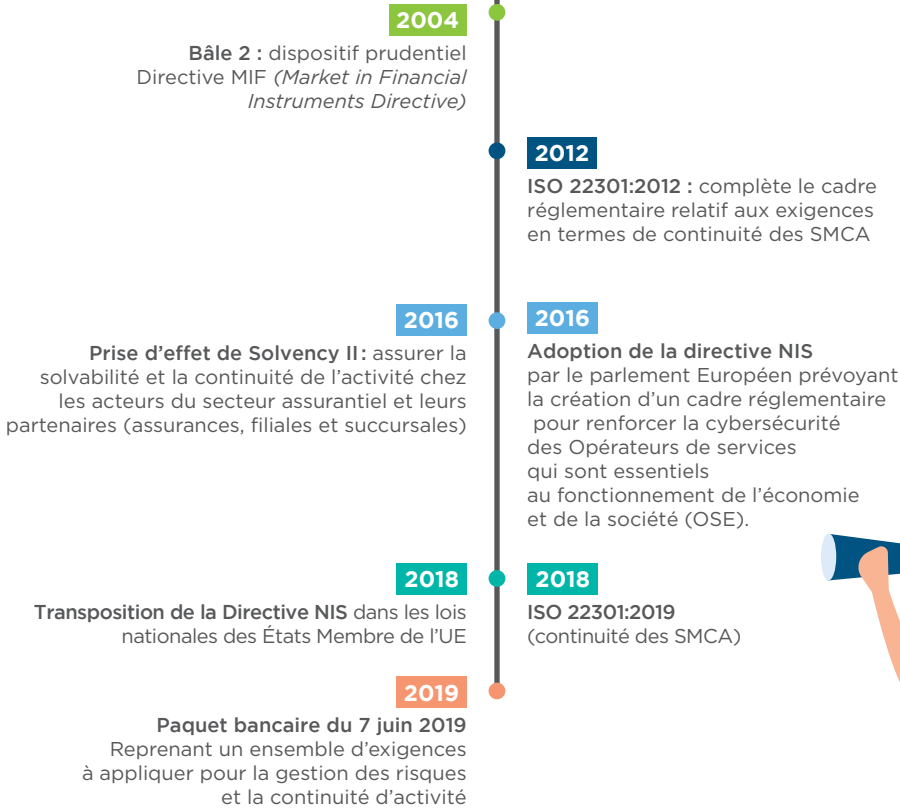 2004
Bâle 2 : dispositif prudentiel
Directive MIF (Market in Financial
Instruments Directive)
2012
ISO 22301:2012 : complète le cadre
réglementaire relatif aux exigences
en termes de continuité des SMCA
2016
Prise d’effet de Solvency II : assurer la
solvabilité et la continuité de l’activité chez
les acteurs du secteur assurantiel et leurs
partenaires (assurances, filiales et succursales)
2016
Adoption de la directive NIS
par le parlement Européen prévoyant
la création d’un cadre réglementaire
pour renforcer la cybersécurité
des Opérateurs de services
qui sont essentiels
au fonctionnement de l’économie
et de la société (OSE).
2018
Transposition de la Directive NIS dans les lois
nationales des États Membre de l’UE
2018
ISO 22301:2019
(continuité des SMCA)
2019
Paquet bancaire du 7 juin 2019
Reprenant un ensemble d’exigences
à appliquer pour la gestion des risques
et la continuité d’activité